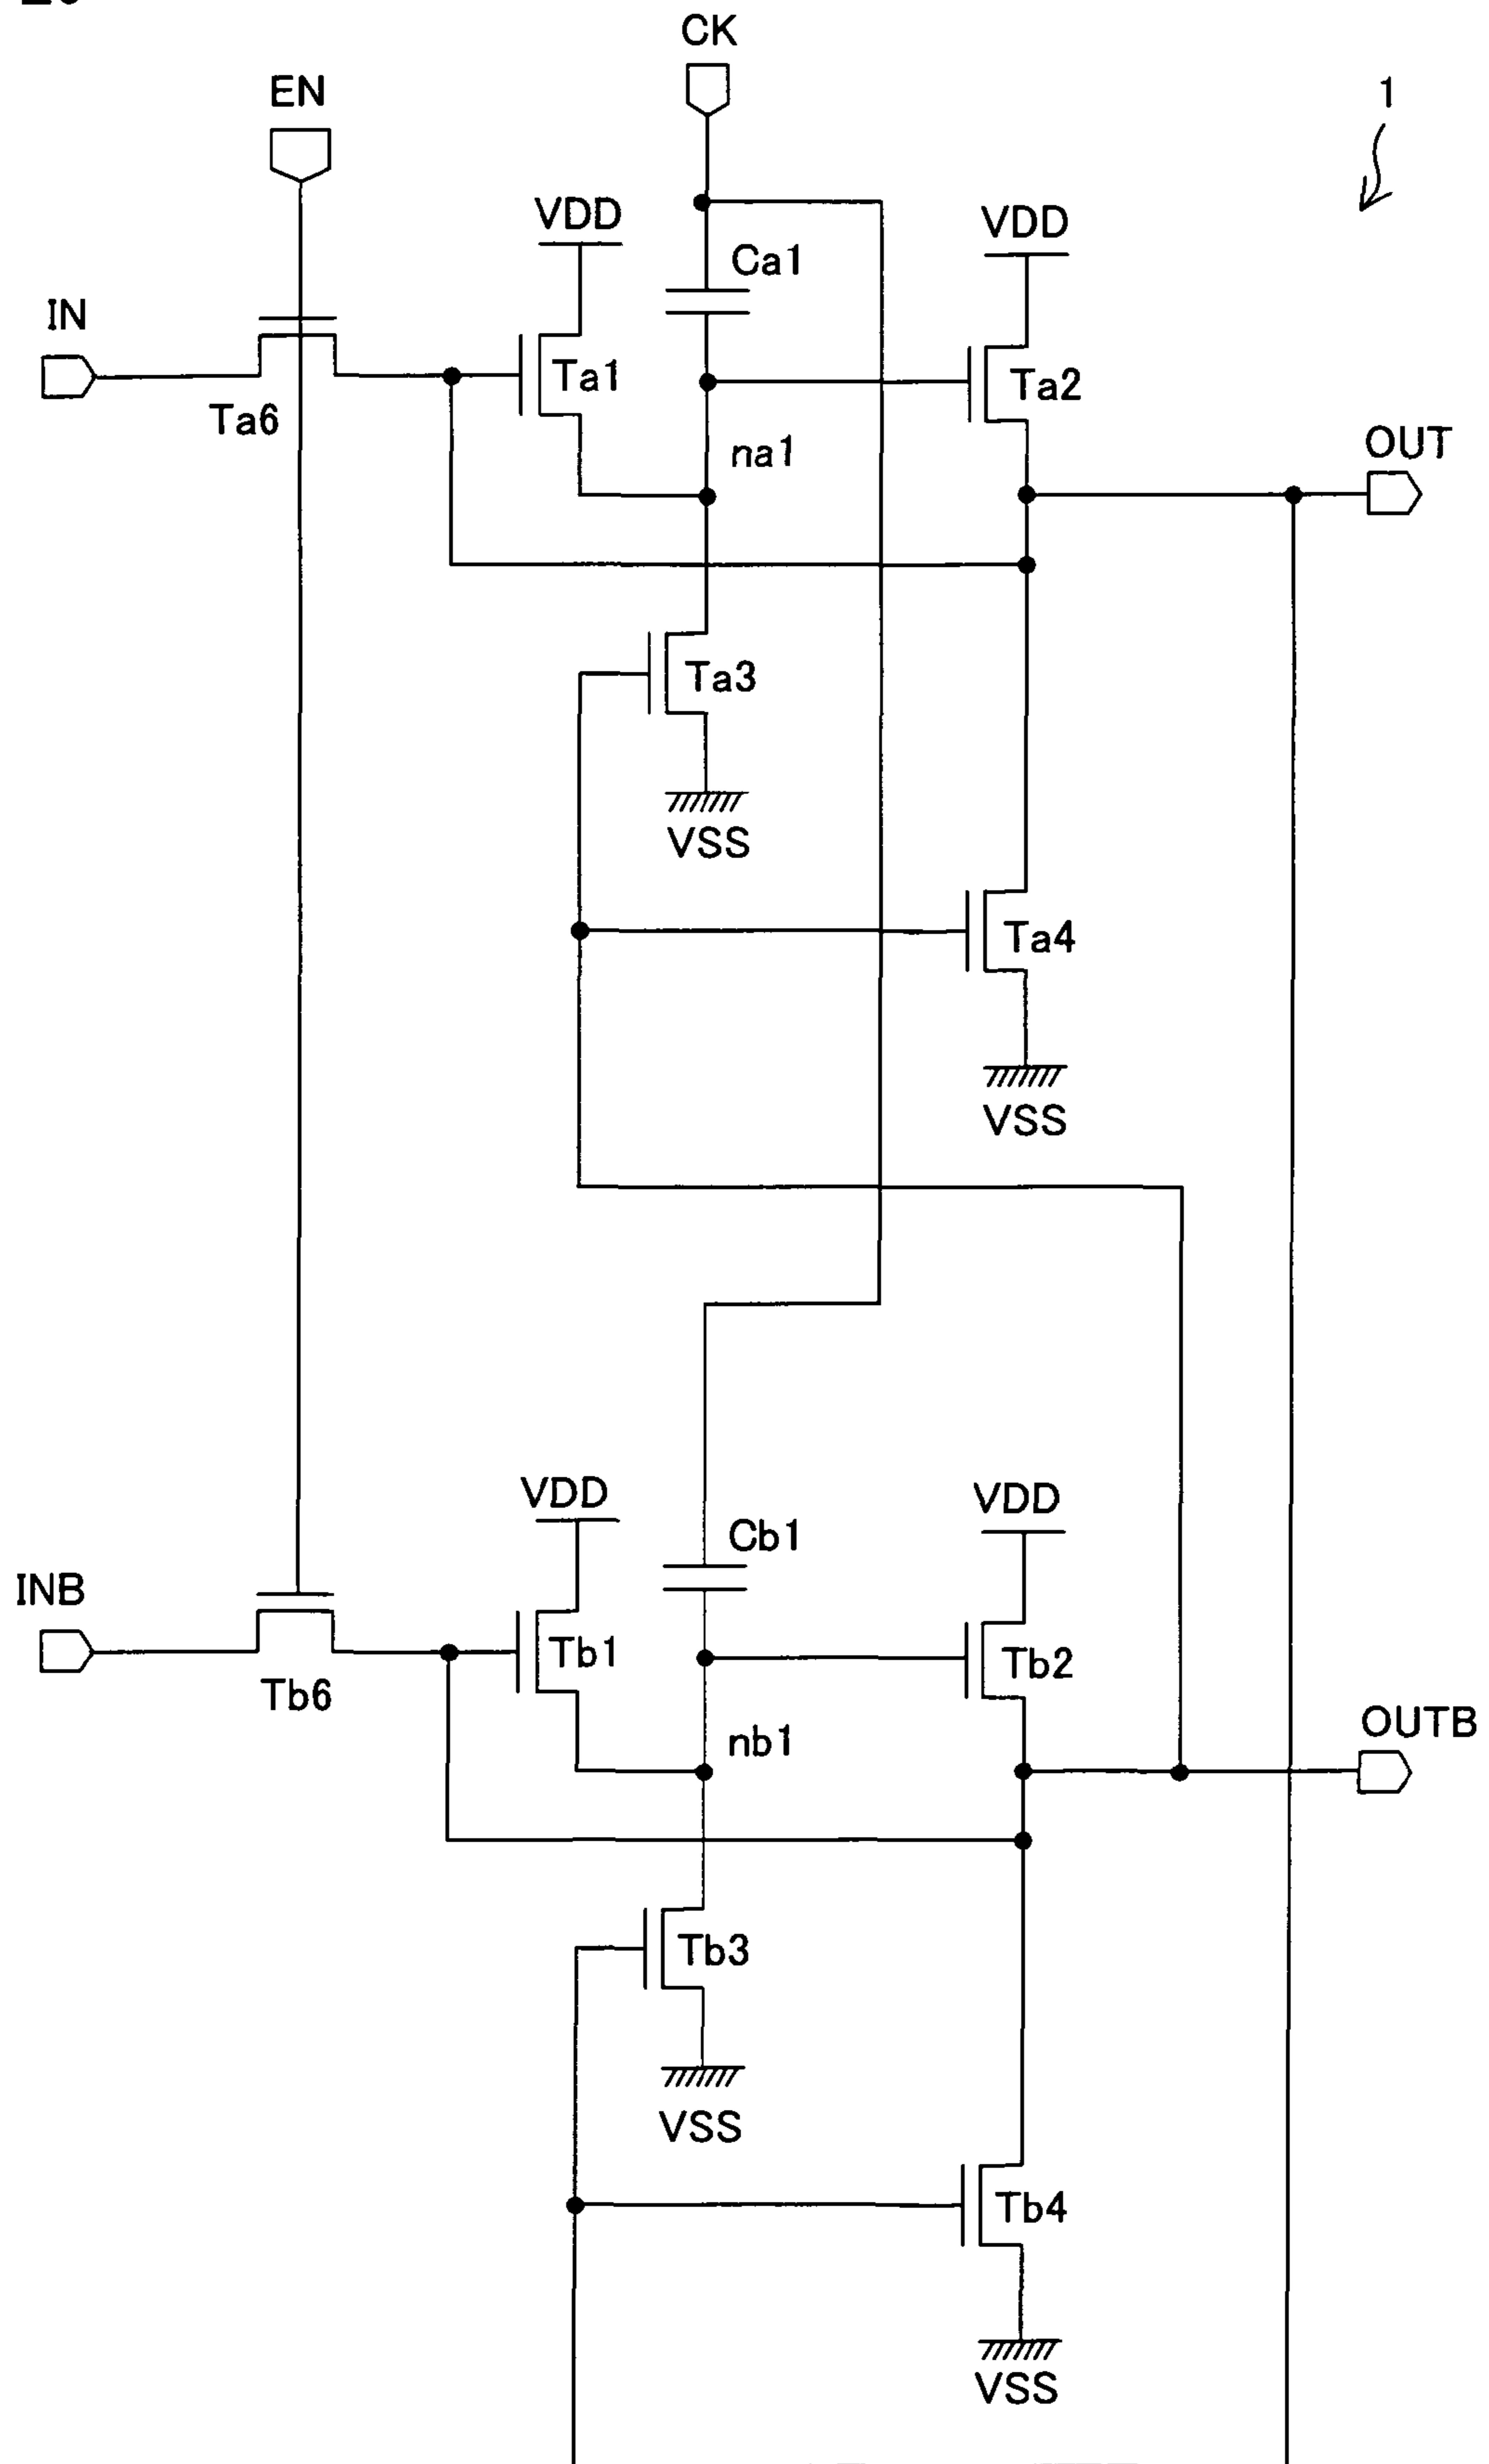 CK
EN
1
VDD
VDD
Ca1
IN
Ta1
Ta2
Ta6
na1
OUT
Ta3
VSS
Ta4
VSS
VDD
VDD
Cb1
INB
Tb1
Tb2
Tb6
nb1
OUTB
Tb3
VSS
Tb4
VSS